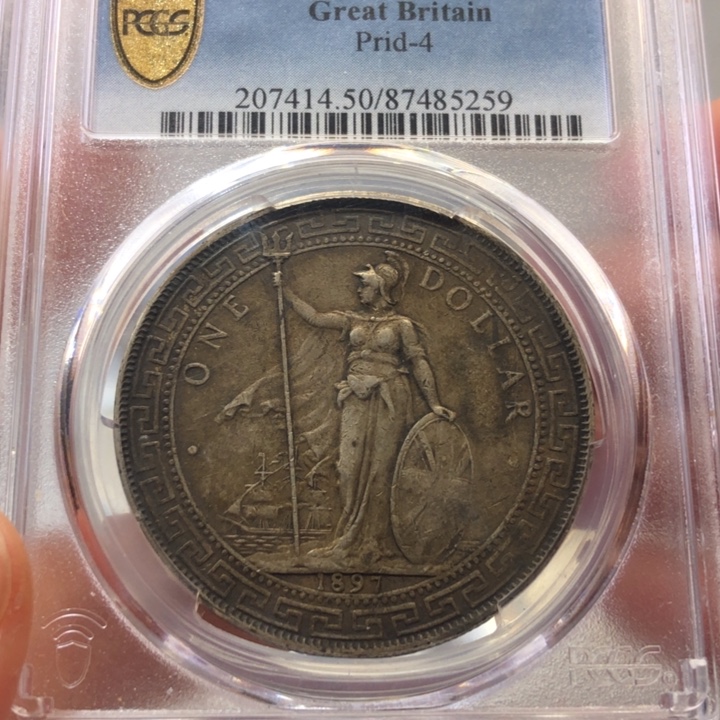 PCGS
Great Britain
Prid-4
207414.50/87485259
ONE DOLLAR
1897
PCGS